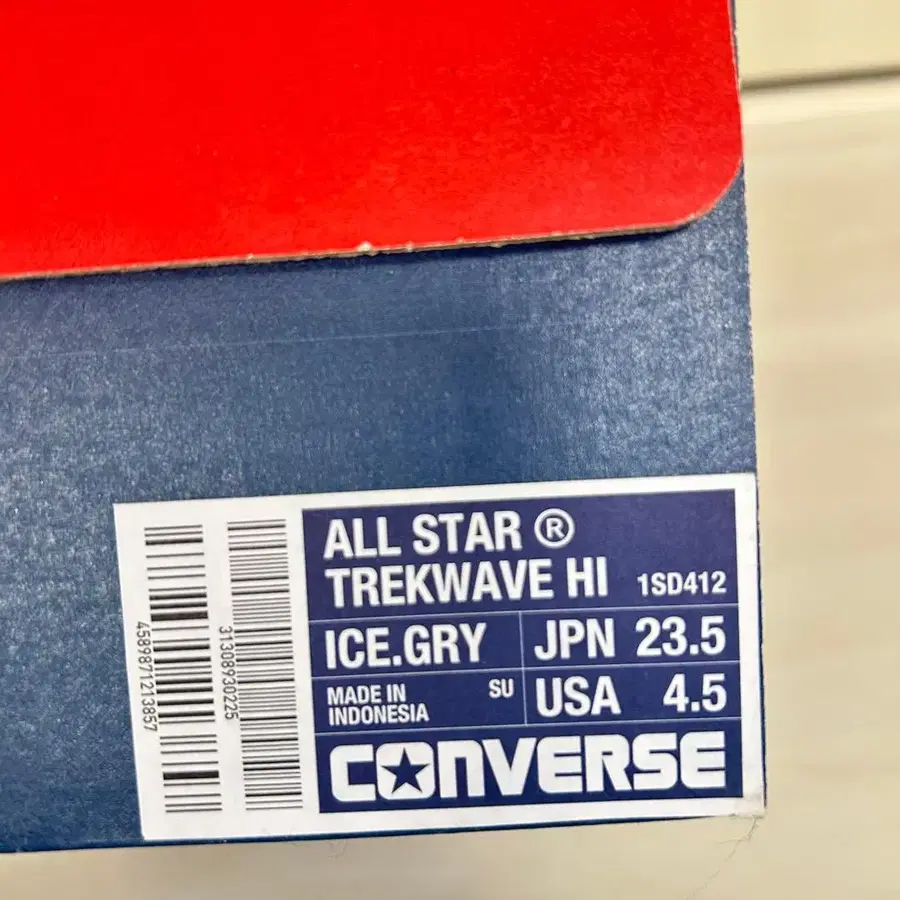 ALL STAR ®
TREKWAVE HI 1SD412
ICE.GRY JPN 23.5
MADE IN INDONESIA SU USA 4.5
CONVERSE
4589871213857
31308930225